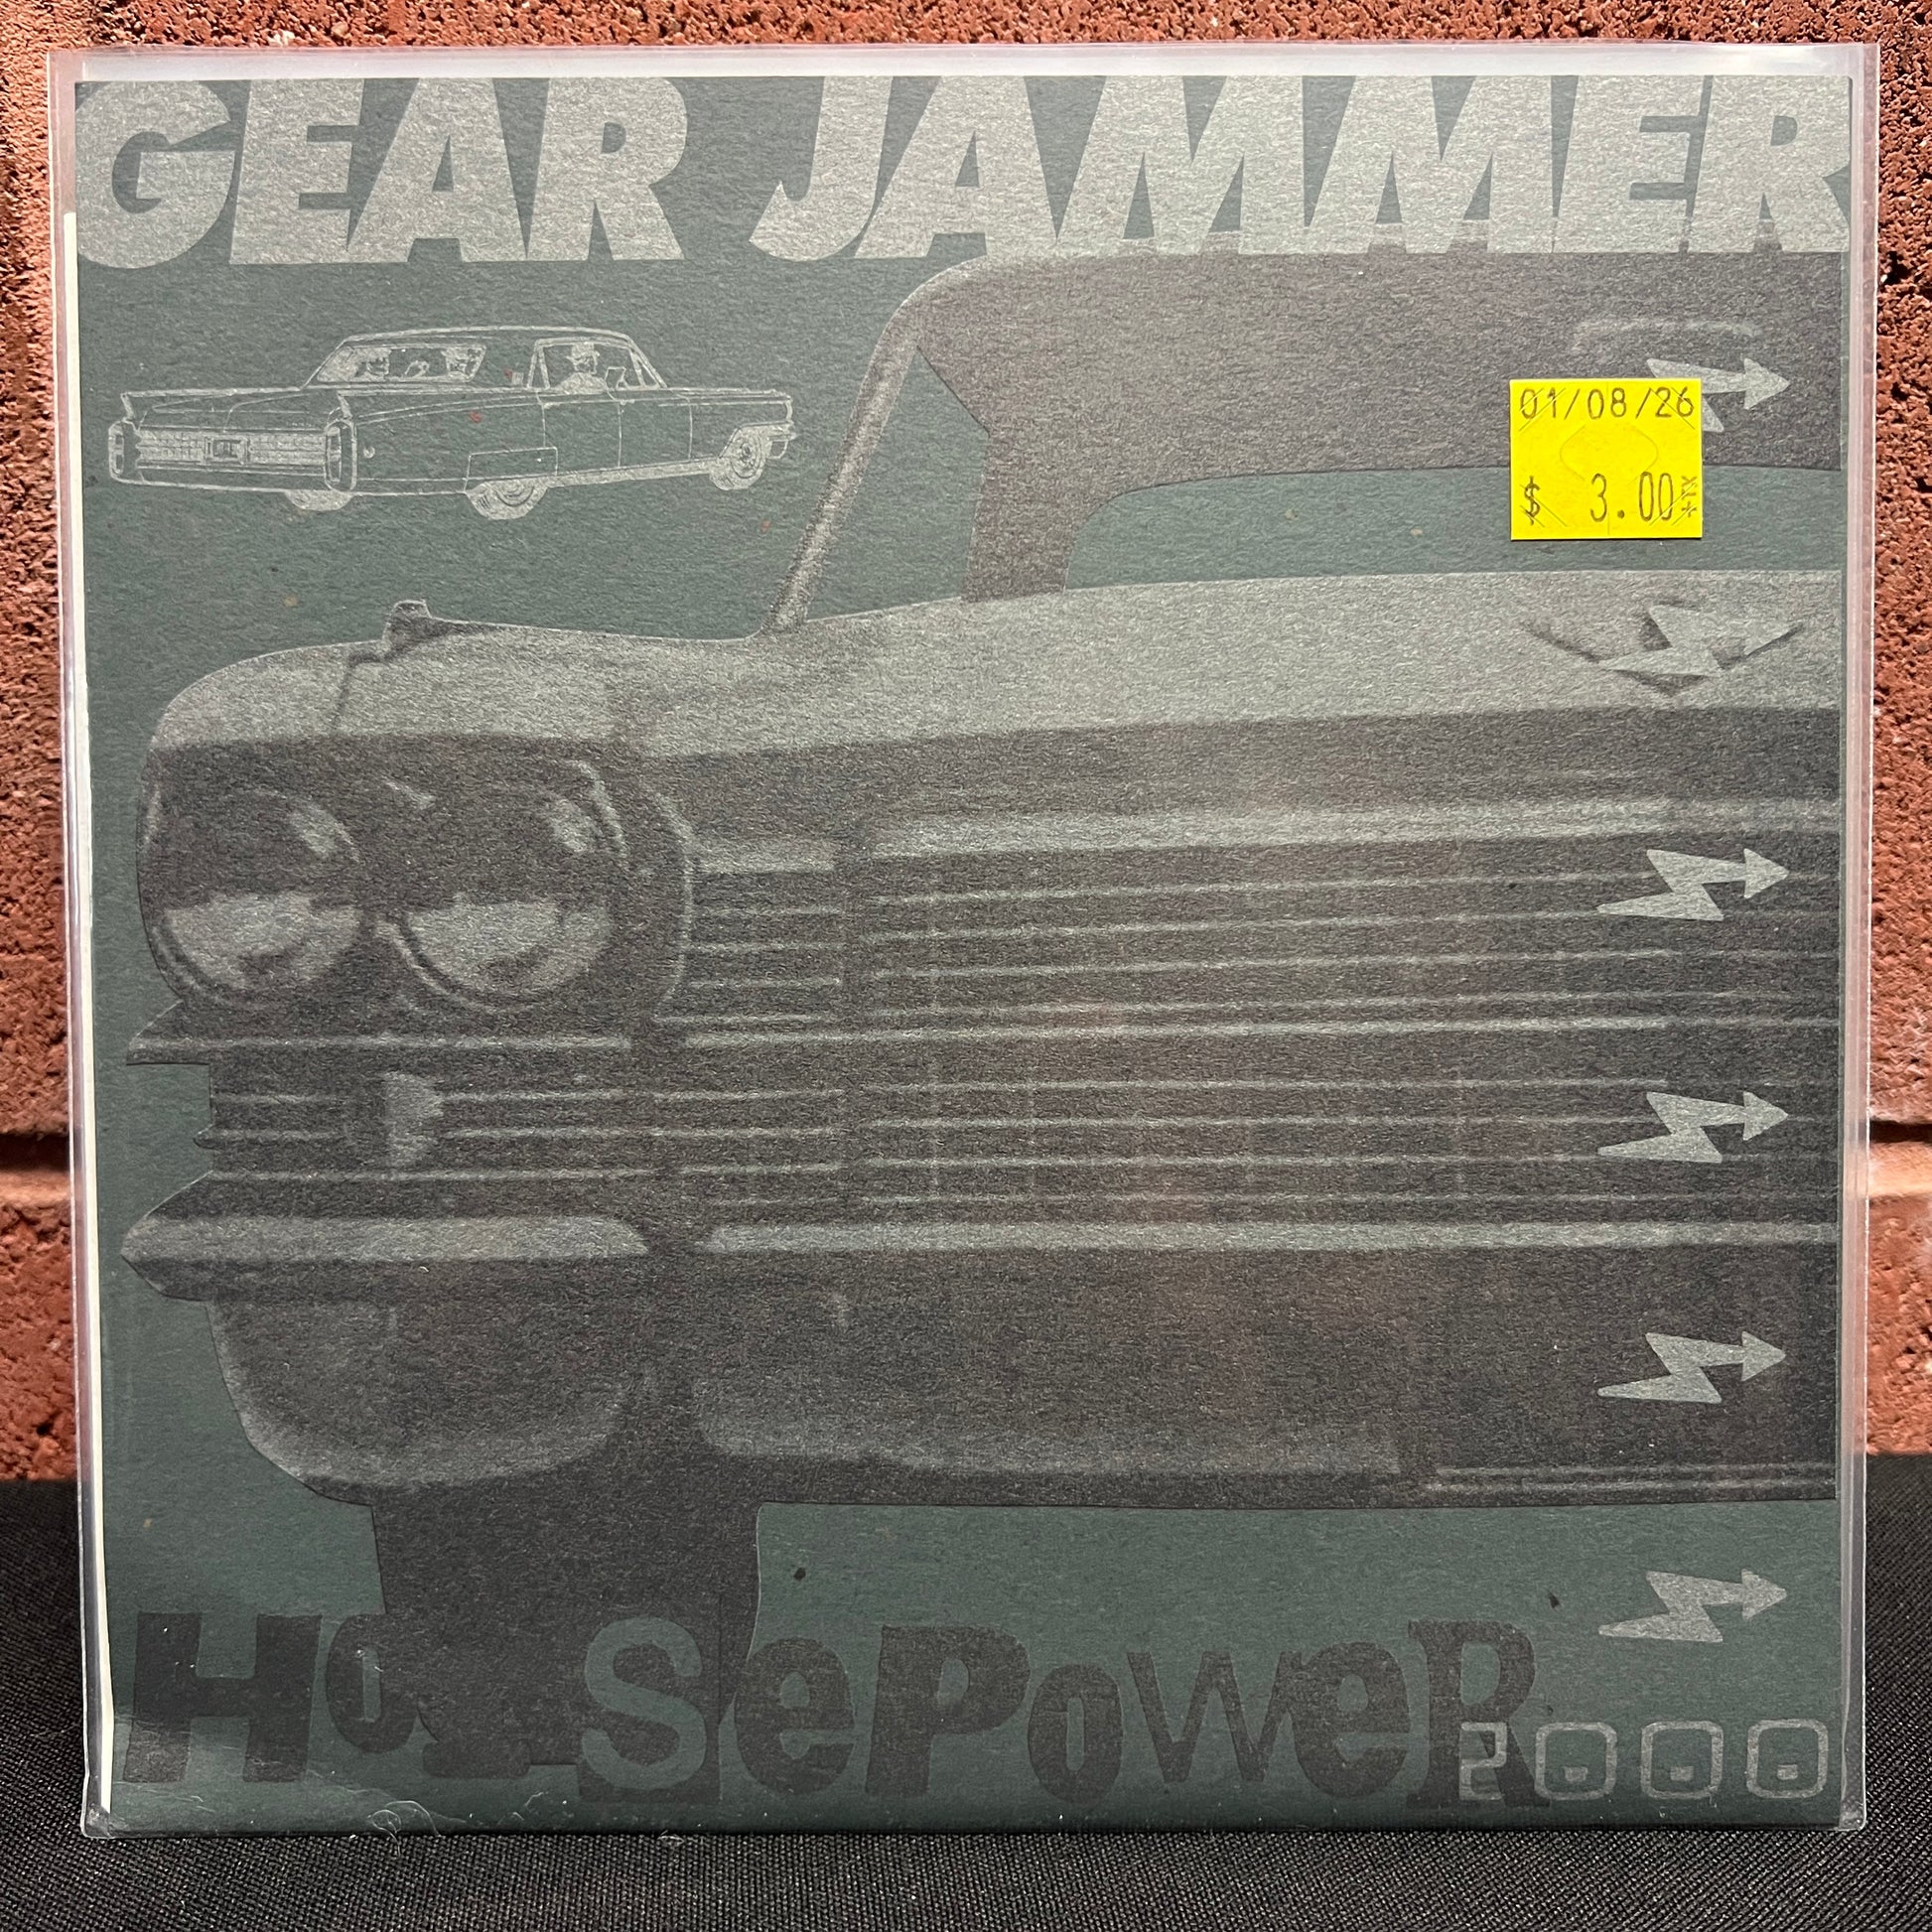 GEAR JAMMER
01/08/26
$ 3.00
HoRsePoweR
2000